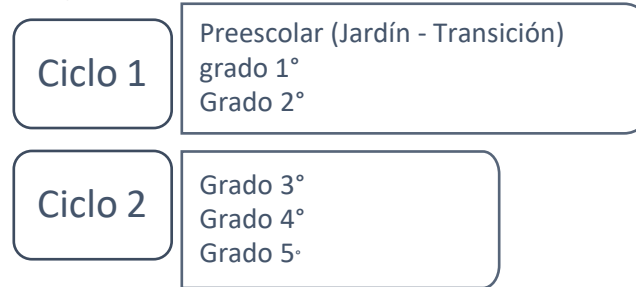 Ciclo 1
Preescolar (Jardín - Transición)
grado 1°
Grado 2°
Ciclo 2
Grado 3°
Grado 4°
Grado 5°